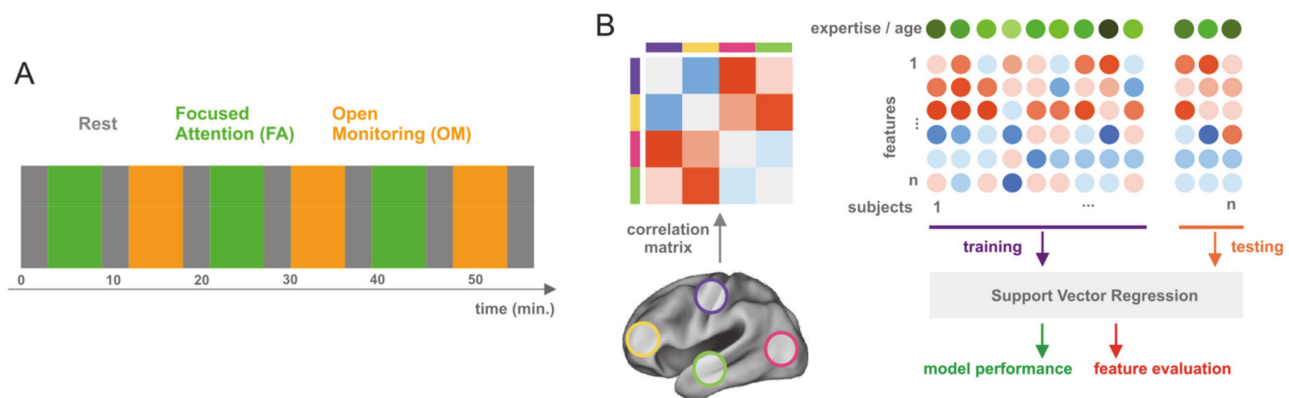 A
Rest
Focused
Attention (FA)
Open
Monitoring (OM)
0 10 20 30 40 50
time (min.)
B
correlation
matrix
expertise / age
1
...
n
features
subjects
1 ... n
training
testing
Support Vector Regression
model performance
feature evaluation